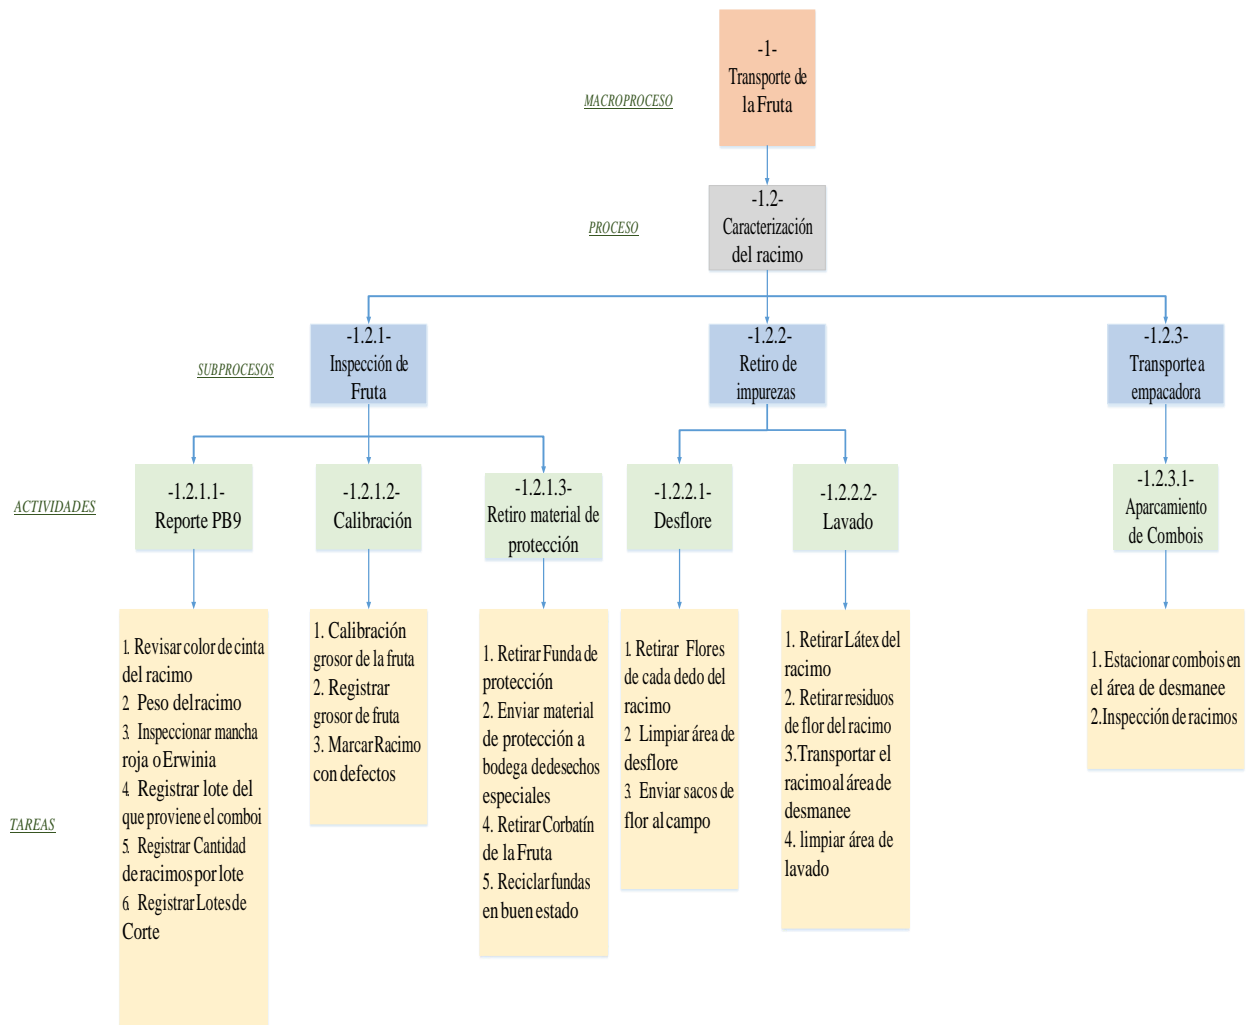 -1-
Transporte de
la Fruta
MACROPROCESO
-1.2-
Caracterización
del racimo
PROCESO
-1.2.1-
Inspección de
Fruta
-1.2.2-
Retiro de
impurezas
-1.2.3-
Transporte a
empacadora
SUBPROCESOS
-1.2.1.1-
Reporte PB9
-1.2.1.2-
Calibración
-1.2.1.3-
Retiro material de
protección
-1.2.2.1-
Desflore
-1.2.2.2-
Lavado
-1.2.3.1-
Aparcamiento
de Combois
ACTIVIDADES
TAREAS
1. Revisar color de cinta
del racimo
2 Peso del racimo
3. Inspeccionar mancha
roja o Erwinia
4. Registrar lote del
que proviene el comboi
5. Registrar Cantidad
de racimos por lote
6. Registrar Lotes de
Corte
1. Calibración
grosor de la fruta
2. Registrar
grosor de fruta
3. Marcar Racimo
con defectos
1. Retirar Funda de
protección
2. Enviar material
de protección a
bodega dedesechos
especiales
4. Retirar Corbatín
de la Fruta
5. Reciclar fundas
en buen estado
1. Retirar Flores
de cada dedo del
racimo
2 Limpiar área de
desflore
3. Enviar sacos de
flor al campo
1. Retirar Látex del
racimo
2. Retirar residuos
de flor del racimo
3.Transportar el
racimo al área de
desmanee
4. limpiar área de
lavado
1. Estacionar combois en
el área de desmanee
2.Inspección de racimos